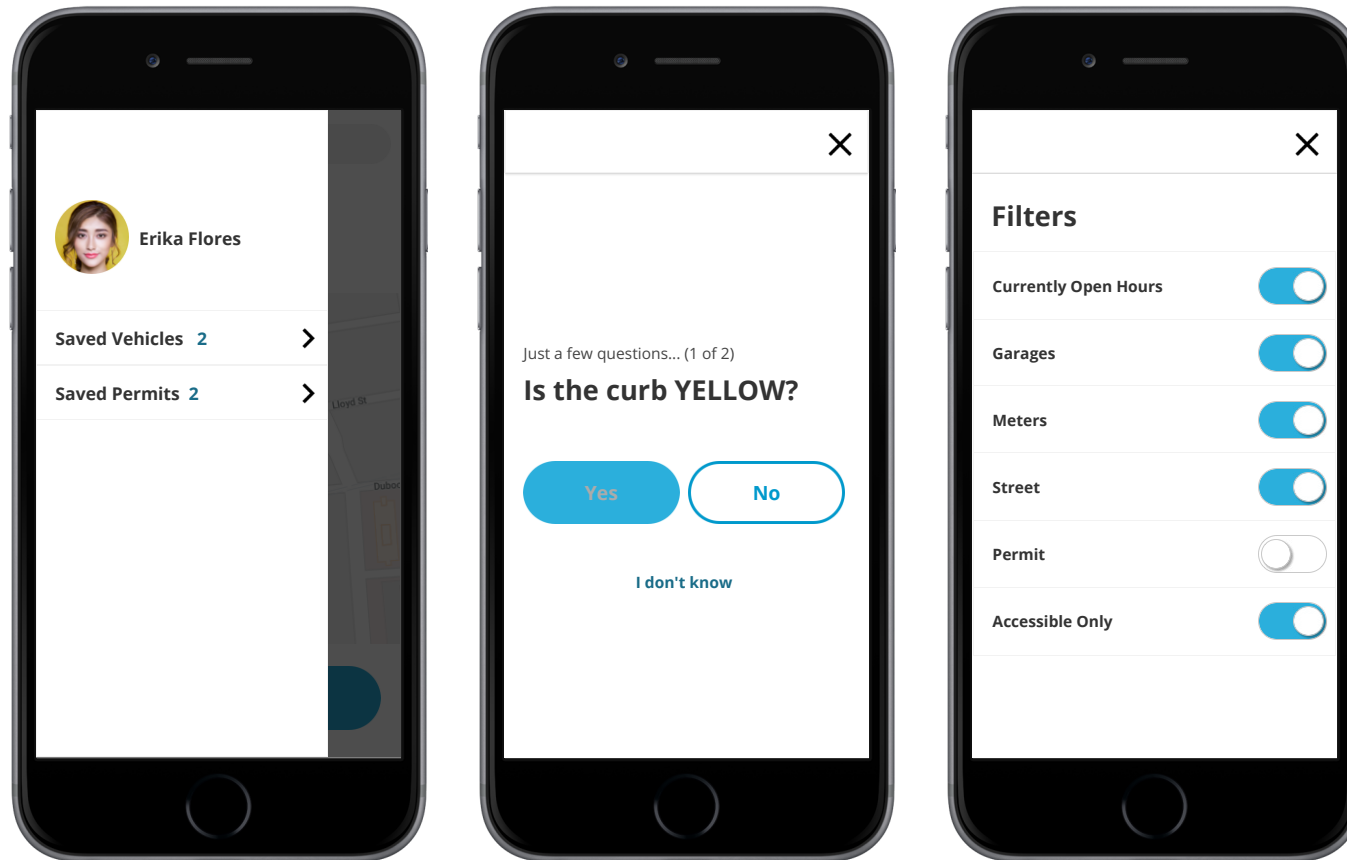 Erika Flores
Saved Vehicles 2
Saved Permits 2
Lloyd St
Just a few questions... (1 of 2)
Is the curb YELLOW?
Yes
No
I don't know
Filters
Currently Open Hours
Garages
Meters
Street
Permit
Accessible Only